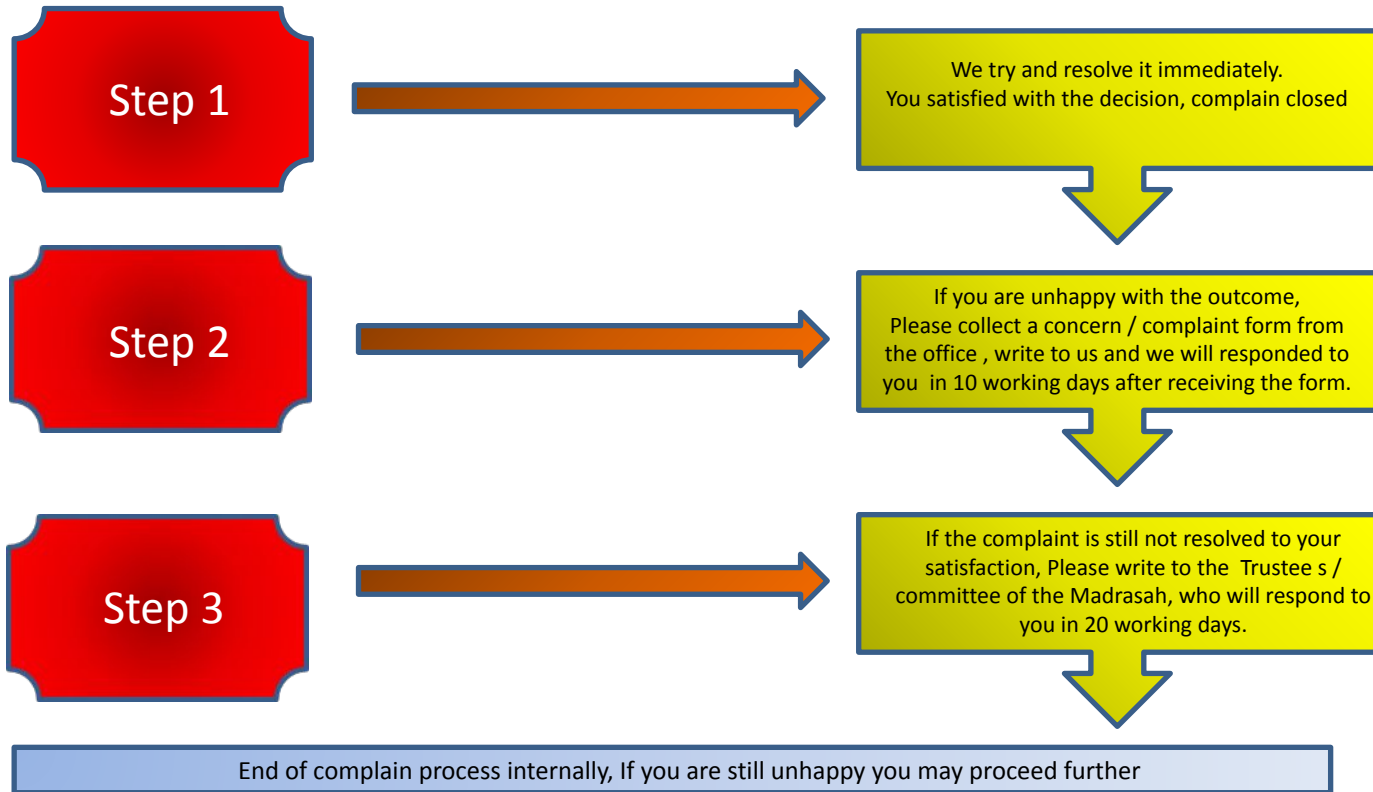 Step 1
We try and resolve it immediately.
You satisfied with the decision, complain closed
Step 2
If you are unhappy with the outcome,
Please collect a concern / complaint form from
the office , write to us and we will responded to
you in 10 working days after receiving the form.
Step 3
If the complaint is still not resolved to your
satisfaction, Please write to the Trustee s /
committee of the Madrasah, who will respond to
you in 20 working days.
End of complain process internally, If you are still unhappy you may proceed further